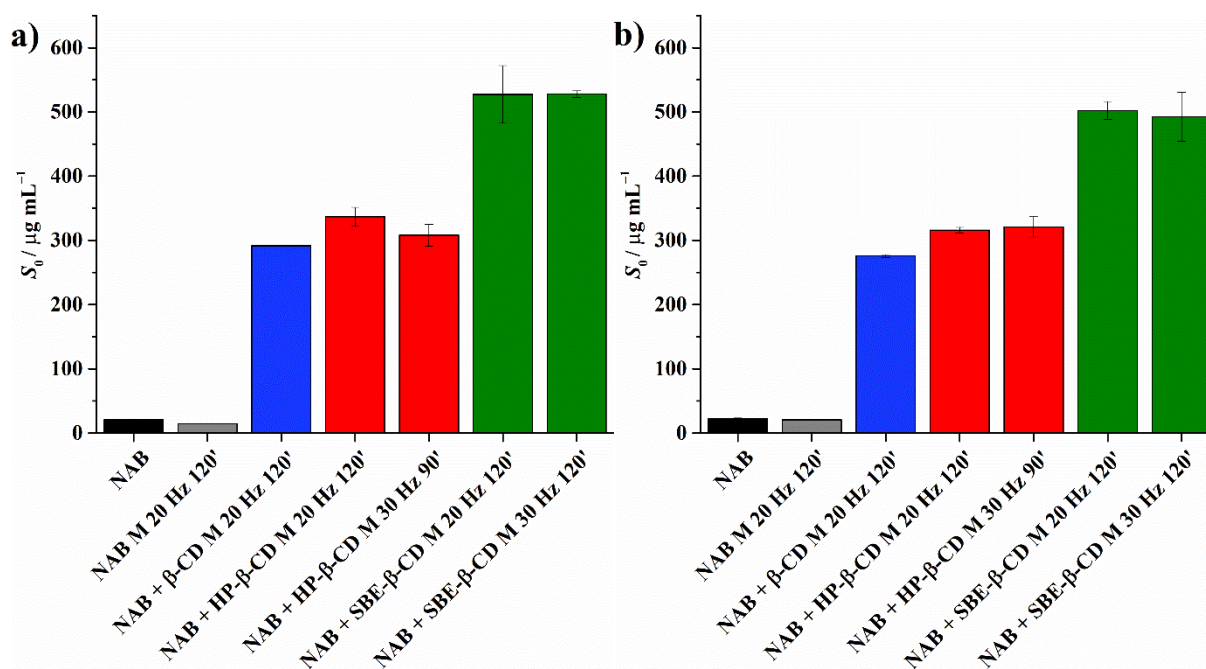 a)
S₀ / µg mL⁻¹
600
500
400
300
200
100
0
NAB
NAB M 20 Hz 120'
NAB + β-CD M 20 Hz 120'
NAB + HP-β-CD M 20 Hz 120'
NAB + HP-β-CD M 30 Hz 90'
NAB + SBE-β-CD M 20 Hz 120'
NAB + SBE-β-CD M 30 Hz 120'
b)
S₀ / µg mL⁻¹
600
500
400
300
200
100
0
NAB
NAB M 20 Hz 120'
NAB + β-CD M 20 Hz 120'
NAB + HP-β-CD M 20 Hz 120'
NAB + HP-β-CD M 30 Hz 90'
NAB + SBE-β-CD M 20 Hz 120'
NAB + SBE-β-CD M 30 Hz 120'